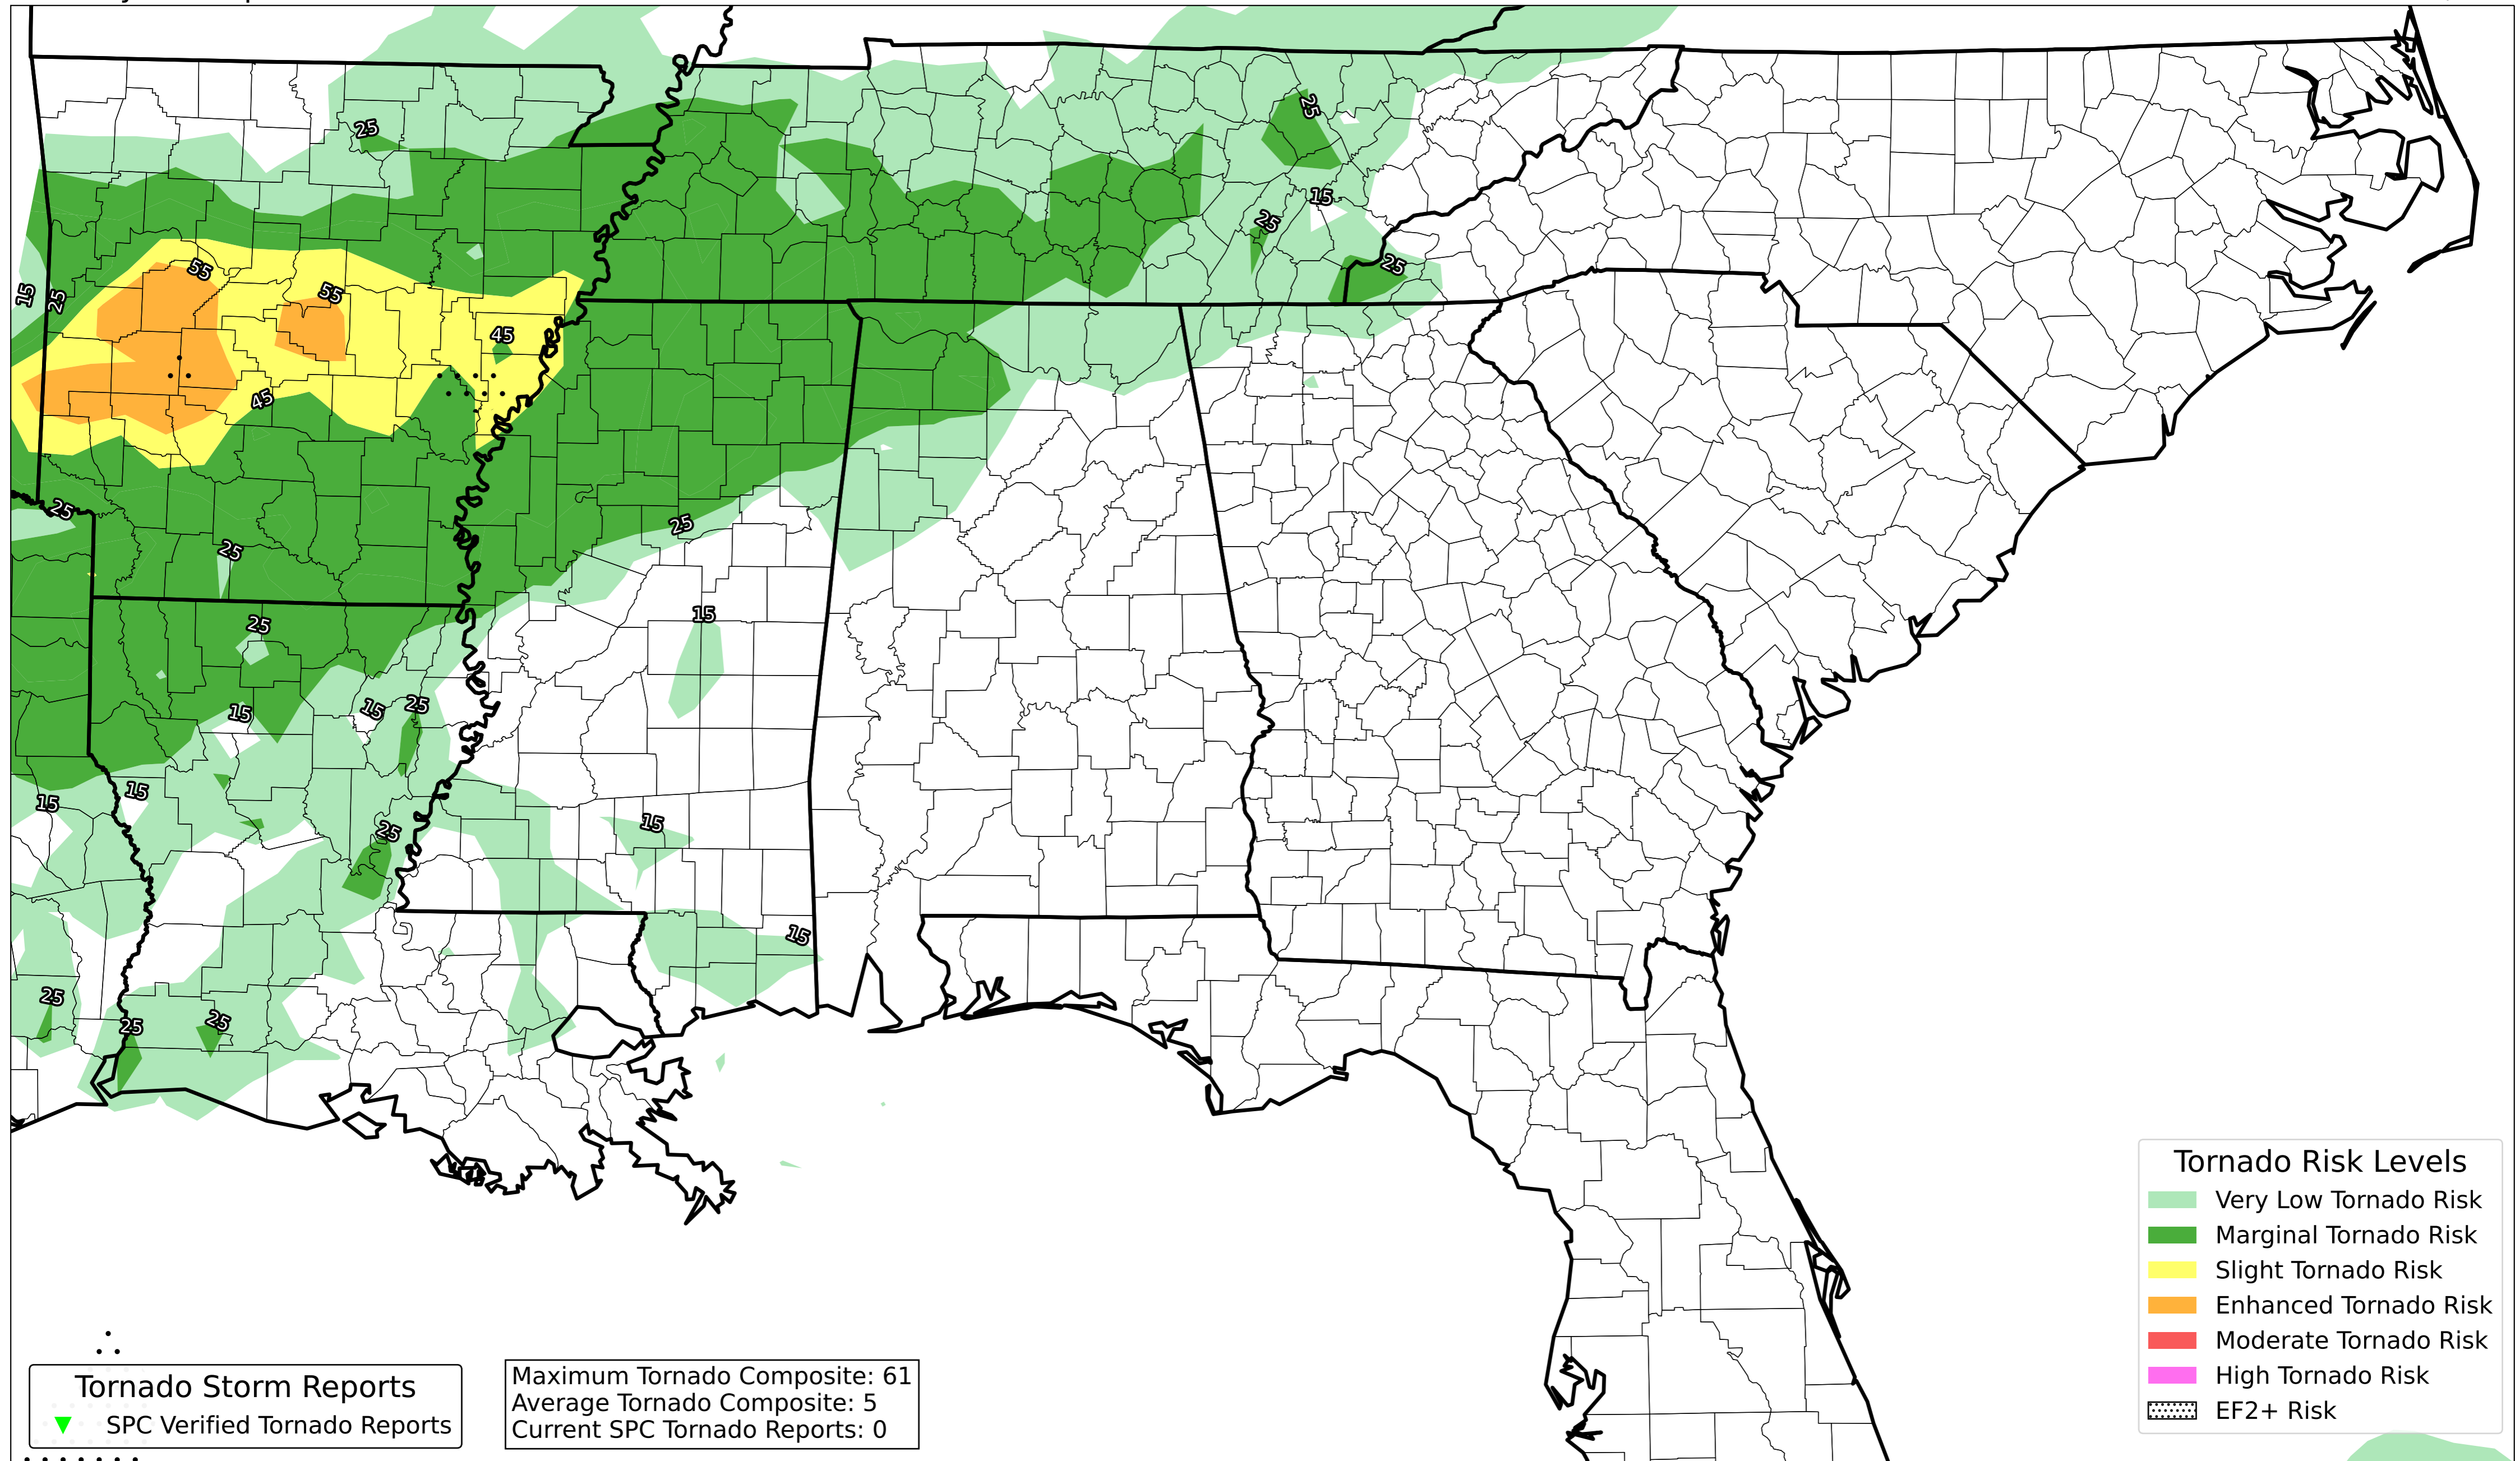 25
25
15
25
25
55
15
25
55
25
45
45
25
25
25
15
25
15
25
15
15
15
15
25
15
25
25
25
Tornado Risk Levels
Very Low Tornado Risk
Marginal Tornado Risk
Slight Tornado Risk
Enhanced Tornado Risk
Moderate Tornado Risk
High Tornado Risk
EF2+ Risk
Tornado Storm Reports
SPC Verified Tornado Reports
Maximum Tornado Composite: 61
Average Tornado Composite: 5
Current SPC Tornado Reports: 0